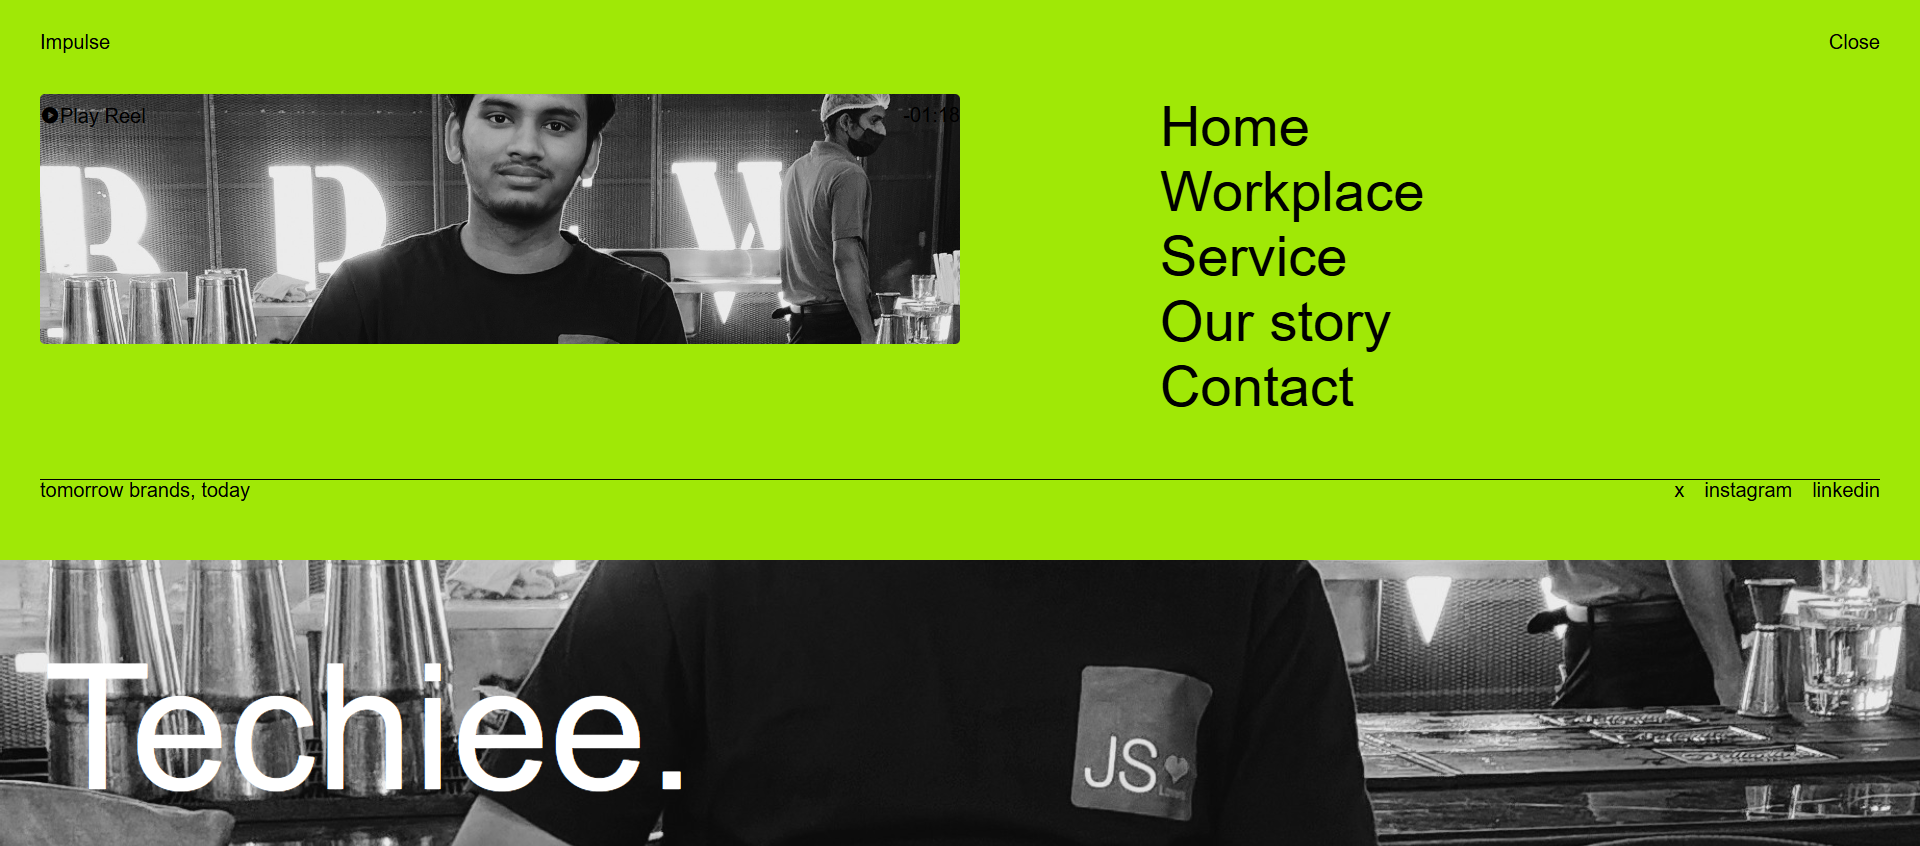 Impulse
Close
Play Reel
-01:18
Home
Workplace
Service
Our story
Contact
tomorrow brands, today
x instagram linkedin
Techiee.
JS